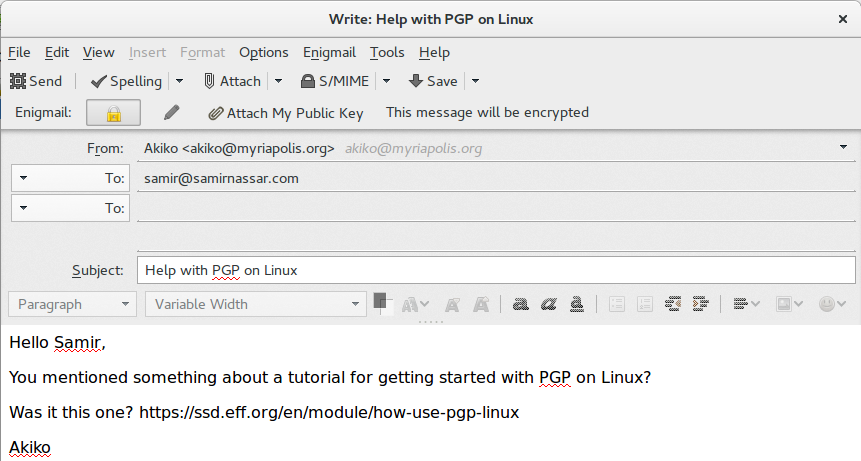 Write: Help with PGP on Linux
File Edit View Insert Format Options Enigmail Tools Help
Send Spelling Attach S/MIME Save
Enigmail: Attach My Public Key This message will be encrypted
From: Akiko <akiko@myriapolis.org> akiko@myriapolis.org
To: samir@samirnassar.com
To:
Subject: Help with PGP on Linux
Paragraph Variable Width
Hello Samir,
You mentioned something about a tutorial for getting started with PGP on Linux?
Was it this one? https://ssd.eff.org/en/module/how-use-pgp-linux
Akiko